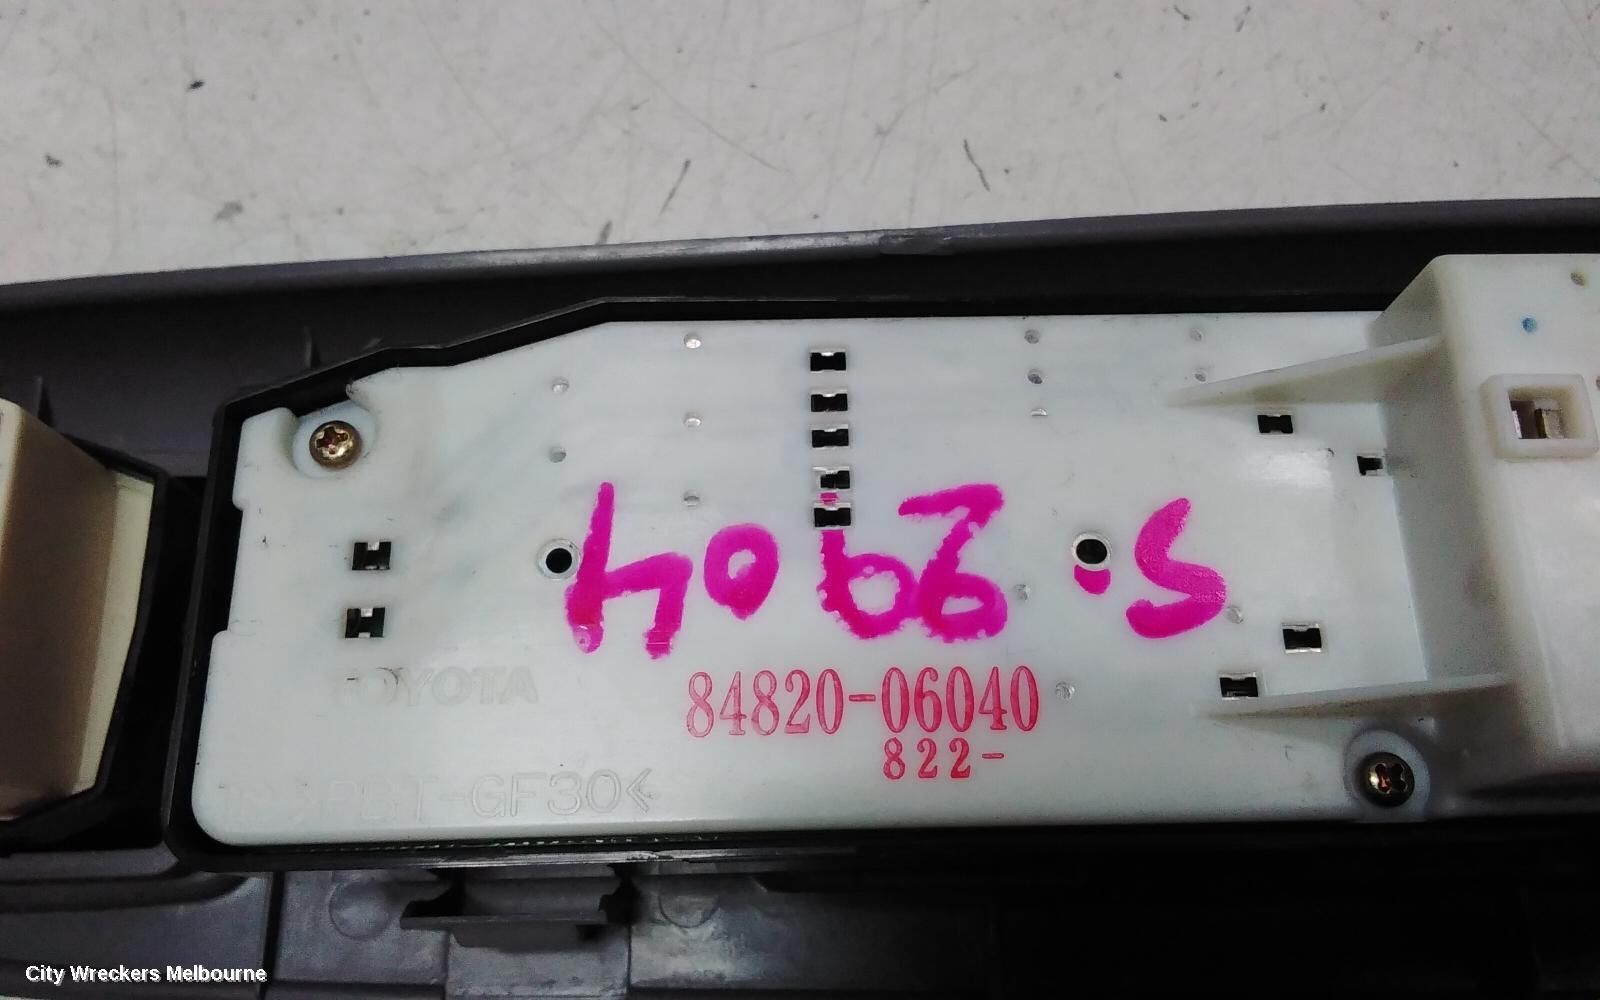 S.2904
TOYOTA
84820-06040
822-
>PBT-GF30<
City Wreckers Melbourne